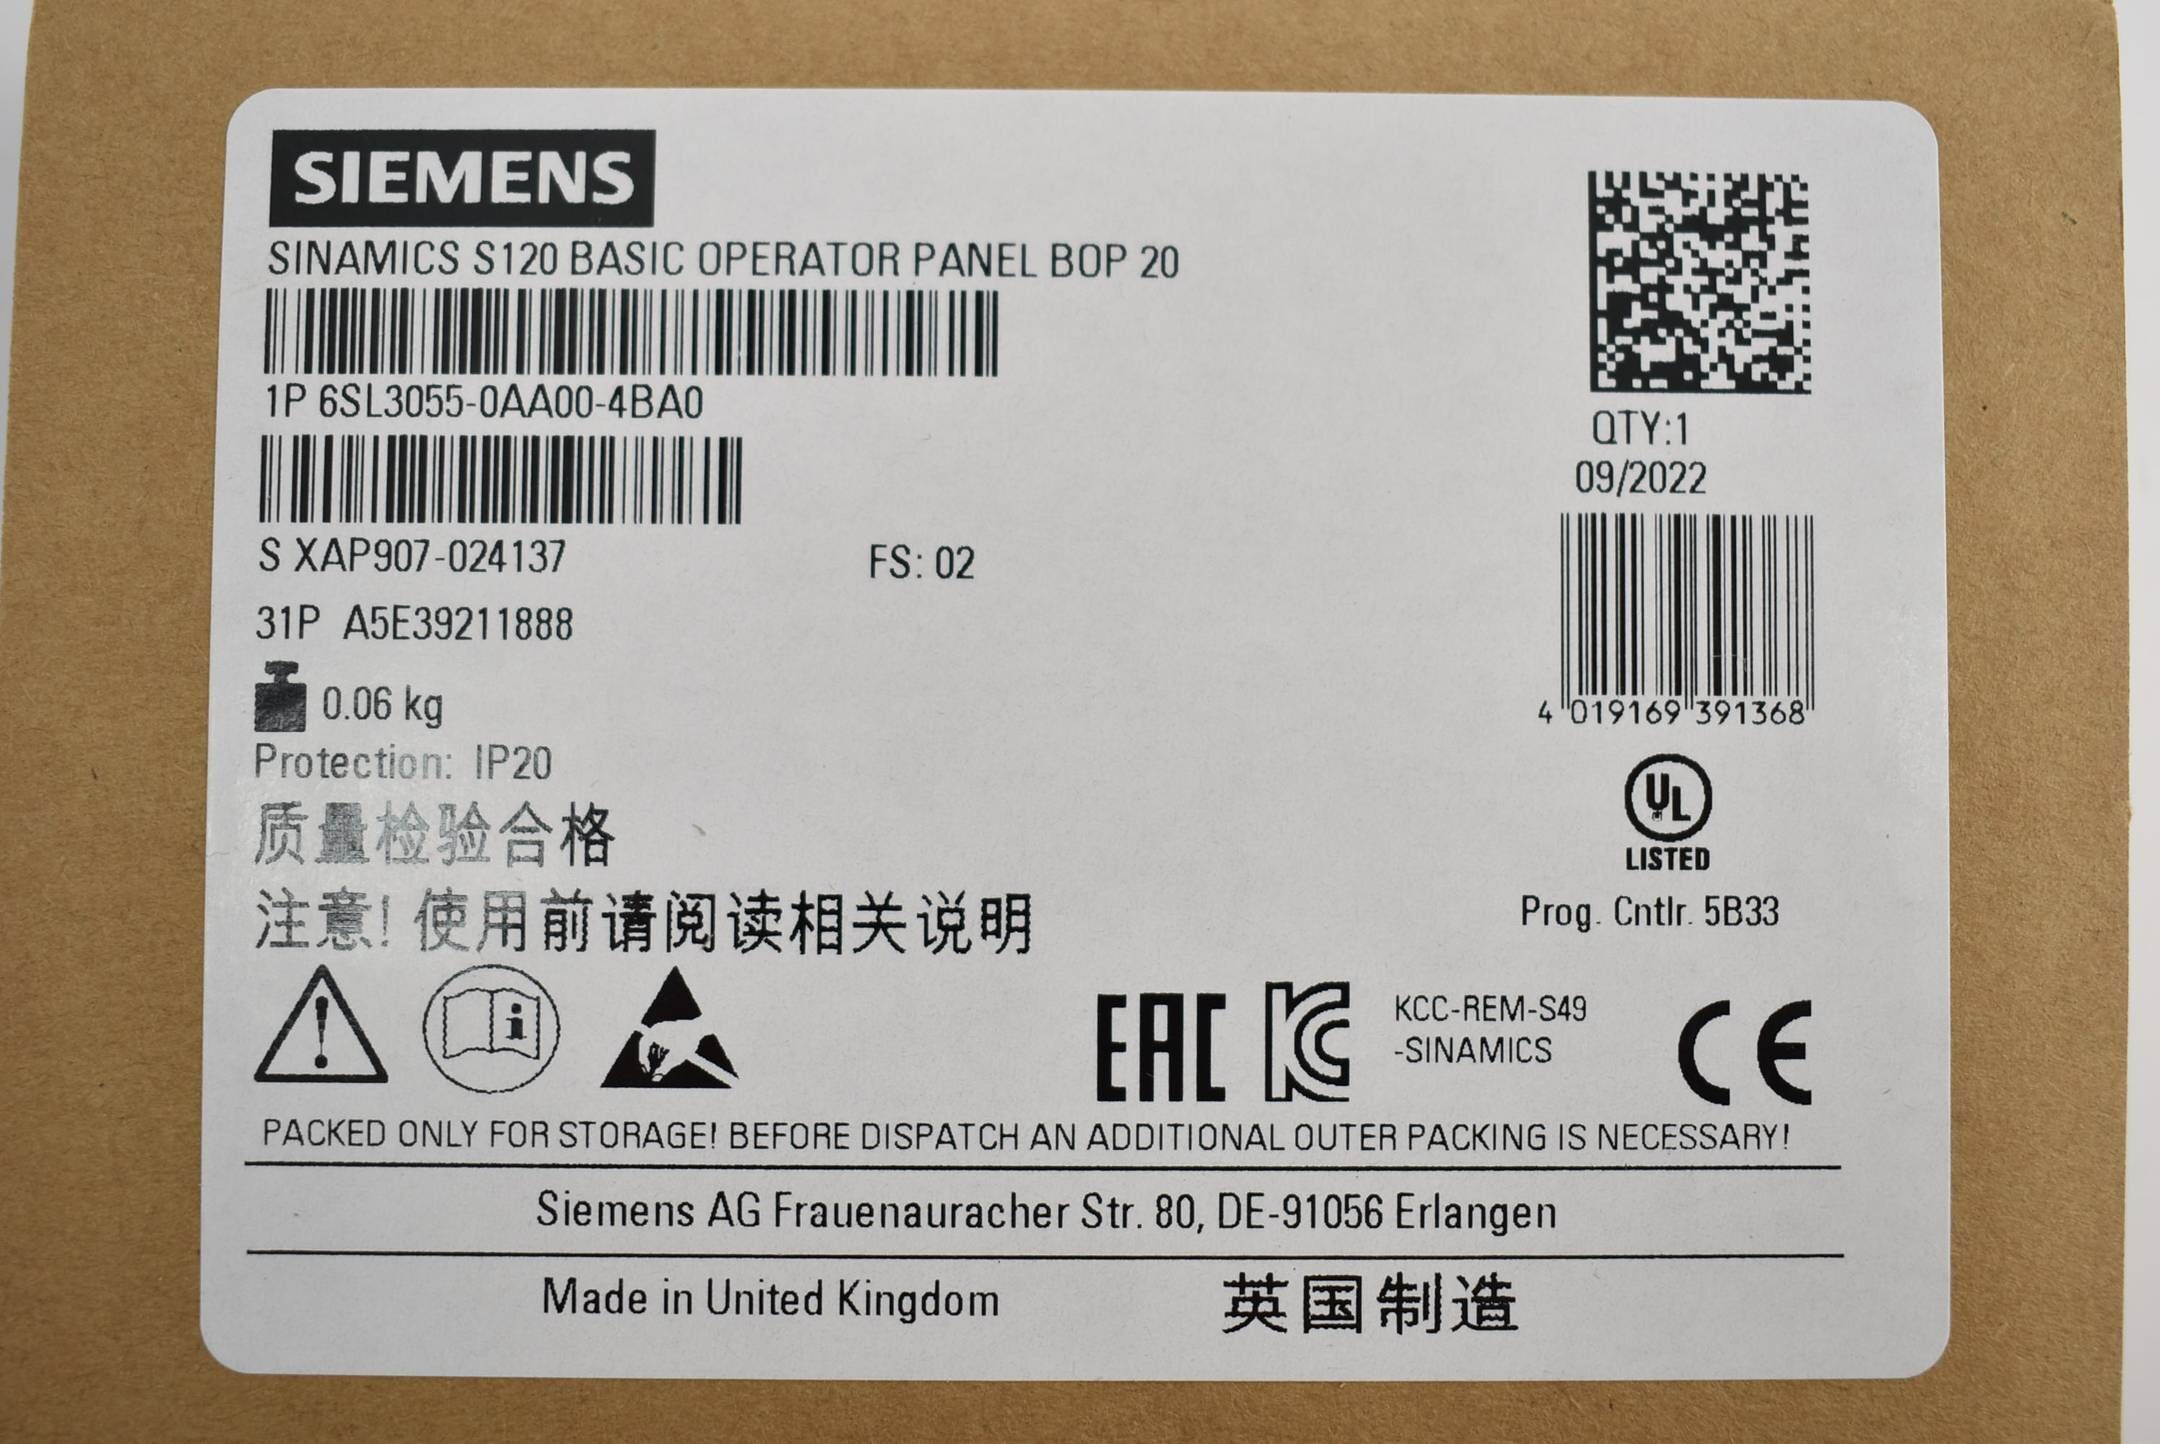 SIEMENS
SINAMICS S120 BASIC OPERATOR PANEL BOP 20
1P 6SL3055-0AA00-4BA0
QTY:1
09/2022
S XAP907-024137
FS: 02
31P A5E39211888
0.06 kg
4 019169 391368
Protection: IP20
质量检验合格
UL
LISTED
Prog. Cntlr. 5B33
注意! 使用前请阅读相关说明
i
EAC
KC
KCC-REM-S49
-SINAMICS
CE
PACKED ONLY FOR STORAGE! BEFORE DISPATCH AN ADDITIONAL OUTER PACKING IS NECESSARY!
Siemens AG Frauenauracher Str. 80, DE-91056 Erlangen
Made in United Kingdom 英国制造